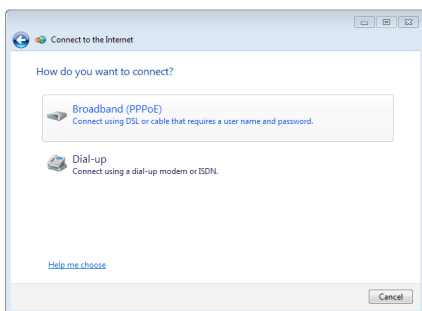 Connect to the Internet
How do you want to connect?
Broadband (PPPoE)
Connect using DSL or cable that requires a user name and password.
Dial-up
Connect using a dial-up modem or ISDN.
Help me choose
Cancel